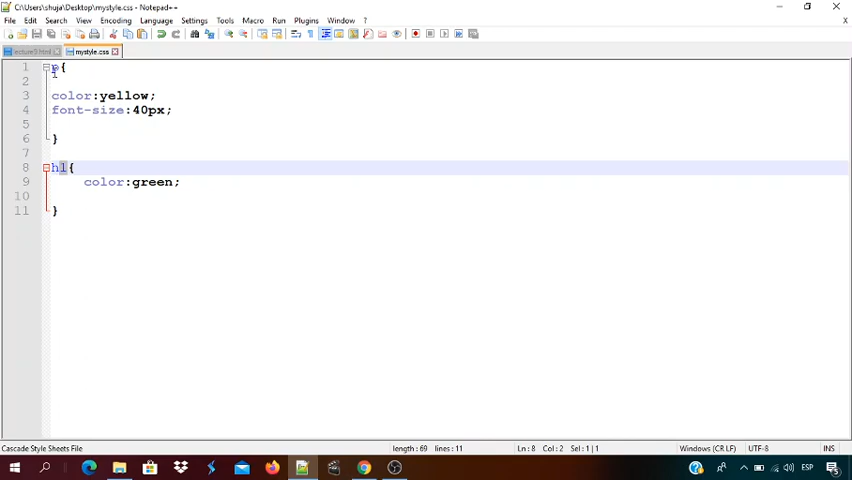 C:\Users\shuja\Desktop\mystyle.css - Notepad++
File Edit Search View Encoding Language Settings Tools Macro Run Plugins Window ?
X
lecture9.html mystyle.css
1 p{
2
3 color:yellow;
4 font-size:40px;
5
6 }
7
8 h1{
9 color:green;
10
11 }
Cascade Style Sheets File length : 69 lines : 11 Ln : 8 Col : 2 Sel : 1 | 1 Windows (CR LF) UTF-8 INS
ESP 5